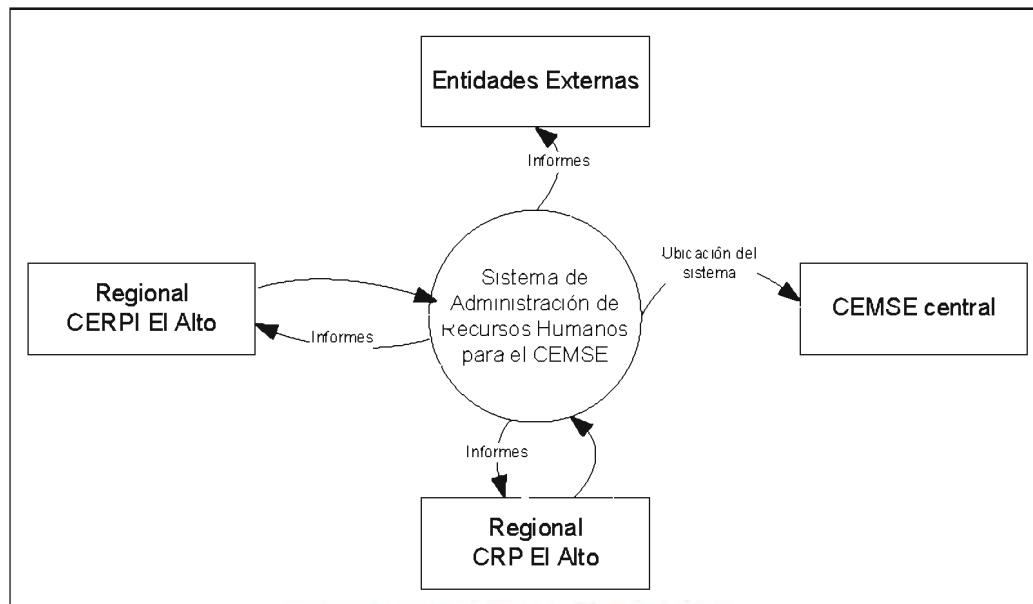 Entidades Externas
Informes
Ubicación del
sistema
Sistema de
Administración de
Recursos Humanos
para el CEMSE
Regional
CERPI El Alto
Informes
CEMSE central
Informes
Regional
CRP El Alto